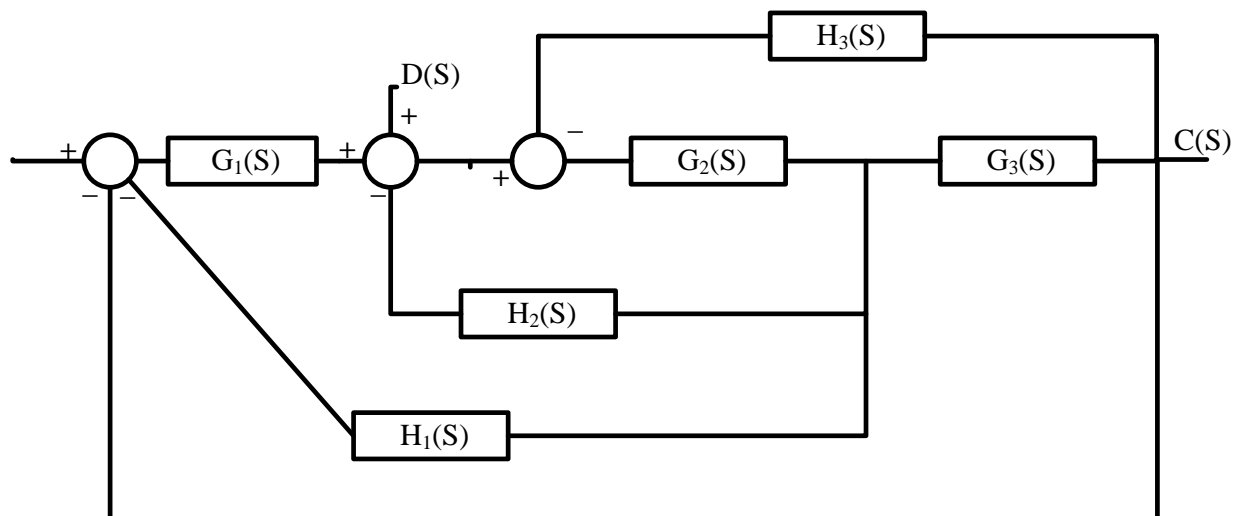 H₃(S)
D(S)
+
−
C(S)
+
G₁(S)
+
G₂(S)
G₃(S)
+
−
−
−
H₂(S)
H₁(S)